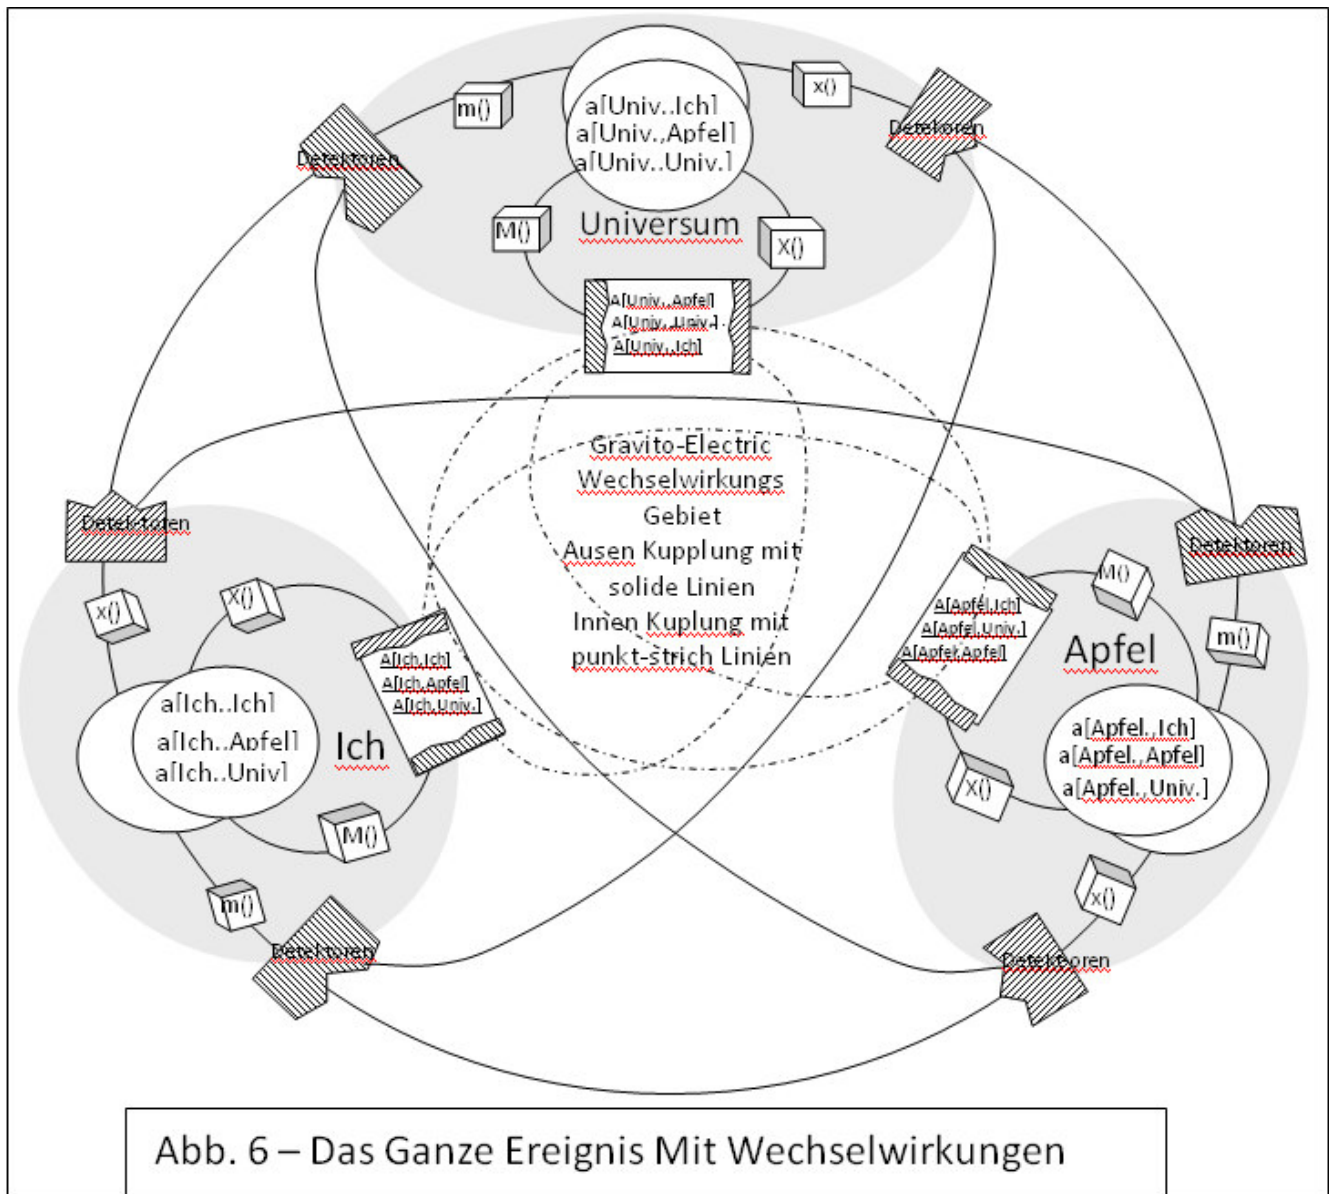 m()
x()
Detektoren
Detekoren
a[Univ..Ich]
a[Univ.,Apfel]
a[Univ..Univ.]
M()
Universum
X()
A[Univ..Apfel]
A[Univ..Univ.]
A[Univ.,Ich]
Gravito-Electric
Wechselwirkungs
Gebiet
Ausen Kupplung mit
solide Linien
Innen Kuplung mit
punkt-strich Linien
Detek-toren
x()
X()
A[Ich,Ich]
A[Ich,Apfel]
A[Ich,Univ.]
a[Ich..Ich]
a[Ich..Apfel]
a[Ich..Univ]
Ich
M()
m()
Detektoren
Detektoren
M()
A[Apfel,Ich]
A[Apfel,Univ.]
A[Apfel,Apfel]
Apfel
m()
X()
a[Apfel.,Ich]
a[Apfel.,Apfel]
a[Apfel.,Univ.]
x()
Detektoren
Abb. 6 – Das Ganze Ereignis Mit Wechselwirkungen